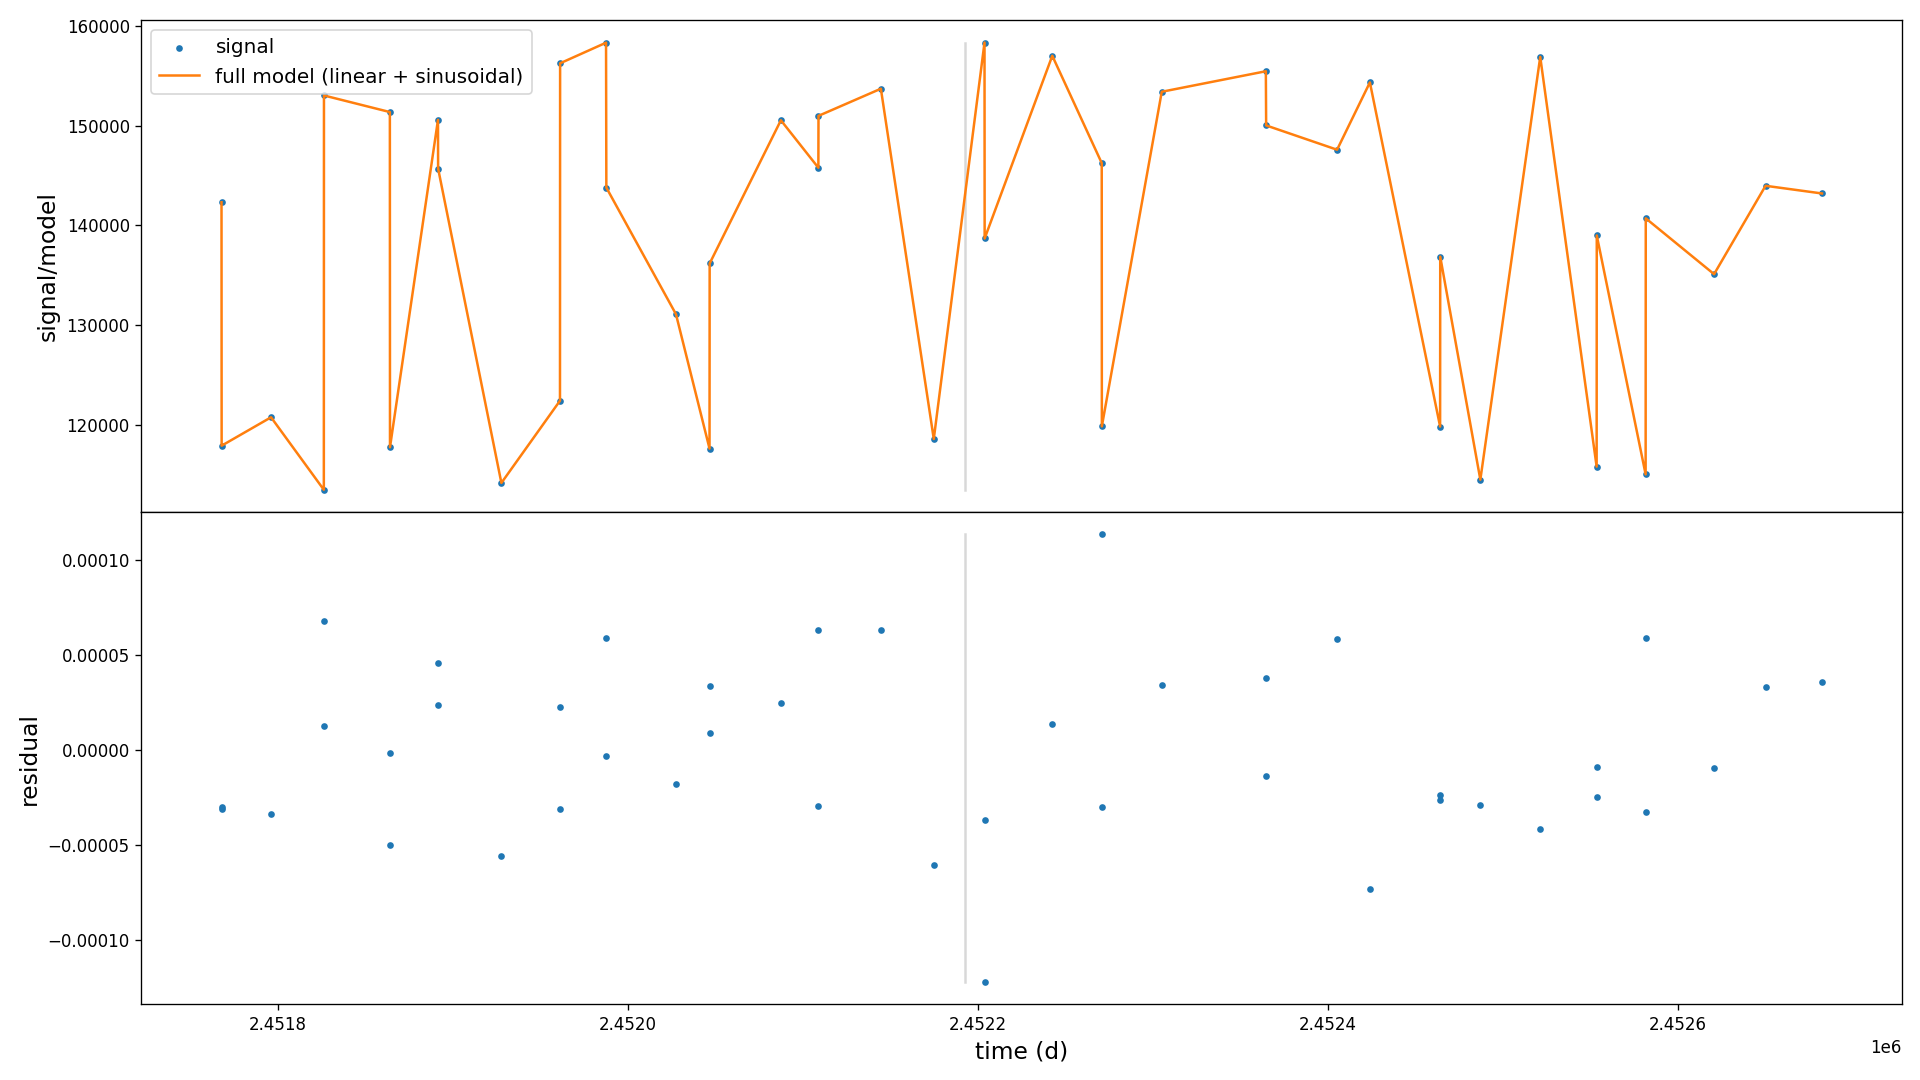 160000
signal
full model (linear + sinusoidal)
150000
140000
130000
120000
signal/model
0.00010
0.00005
0.00000
−0.00005
−0.00010
residual
2.4518
2.4520
2.4522
2.4524
2.4526
time (d)
1e6